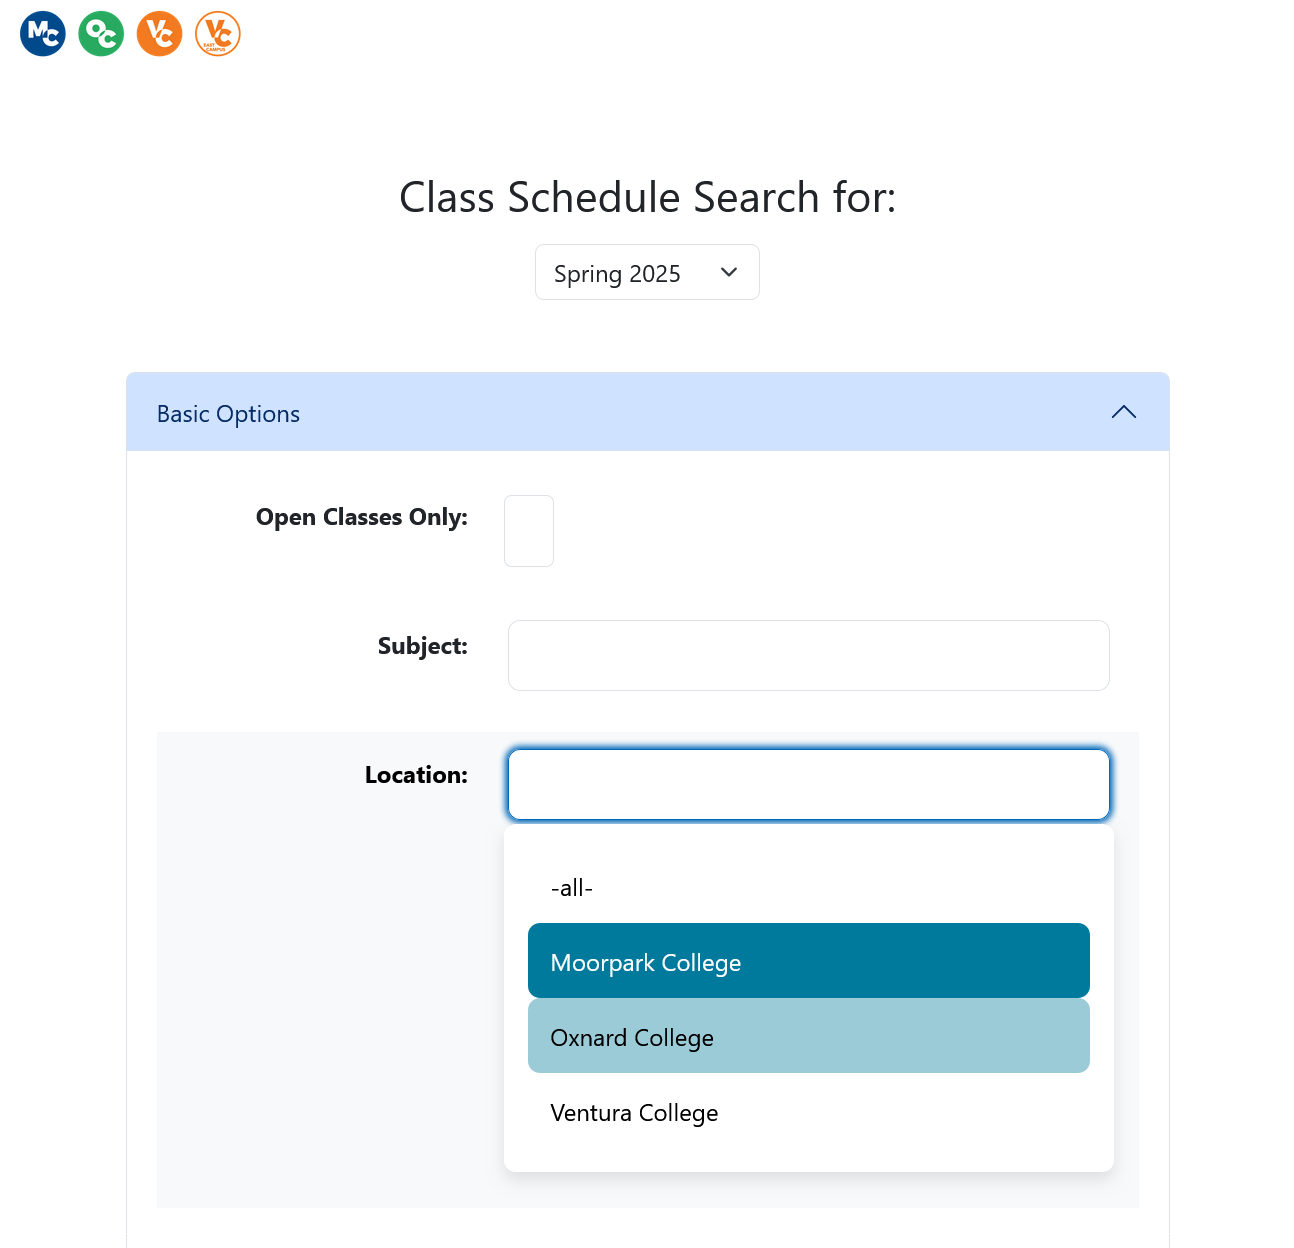 MC OC VC VC EAST CAMPUS
Class Schedule Search for:
Spring 2025
Basic Options
Open Classes Only:
Subject:
Location:
-all-
Moorpark College
Oxnard College
Ventura College